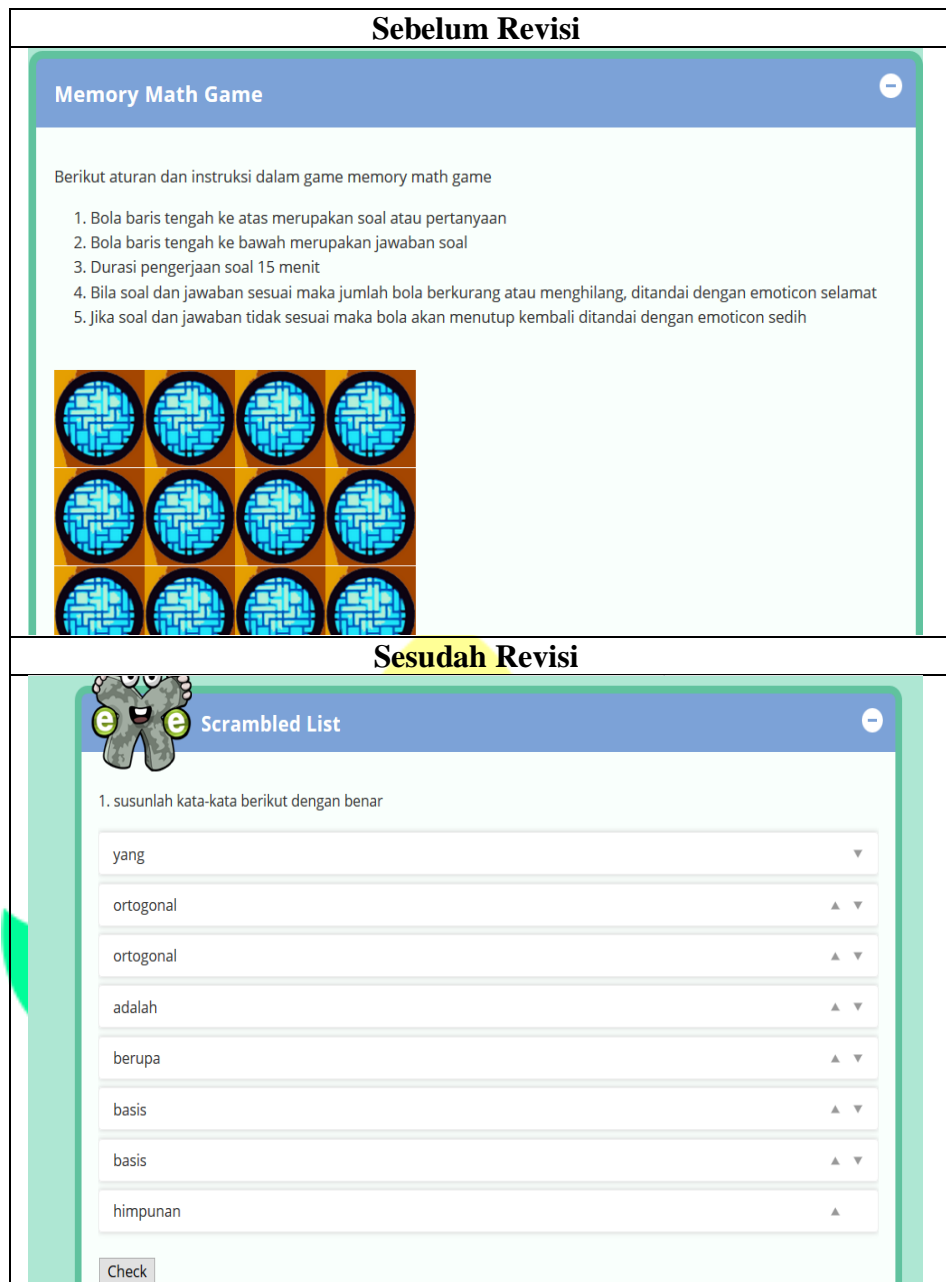 Sebelum Revisi
Memory Math Game
Berikut aturan dan instruksi dalam game memory math game
1. Bola baris tengah ke atas merupakan soal atau pertanyaan
2. Bola baris tengah ke bawah merupakan jawaban soal
3. Durasi pengerjaan soal 15 menit
4. Bila soal dan jawaban sesuai maka jumlah bola berkurang atau menghilang, ditandai dengan emoticon selamat
5. Jika soal dan jawaban tidak sesuai maka bola akan menutup kembali ditandai dengan emoticon sedih
Sesudah Revisi
e e
Scrambled List
1. susunlah kata-kata berikut dengan benar
yang
ortogonal
ortogonal
adalah
berupa
basis
basis
himpunan
Check